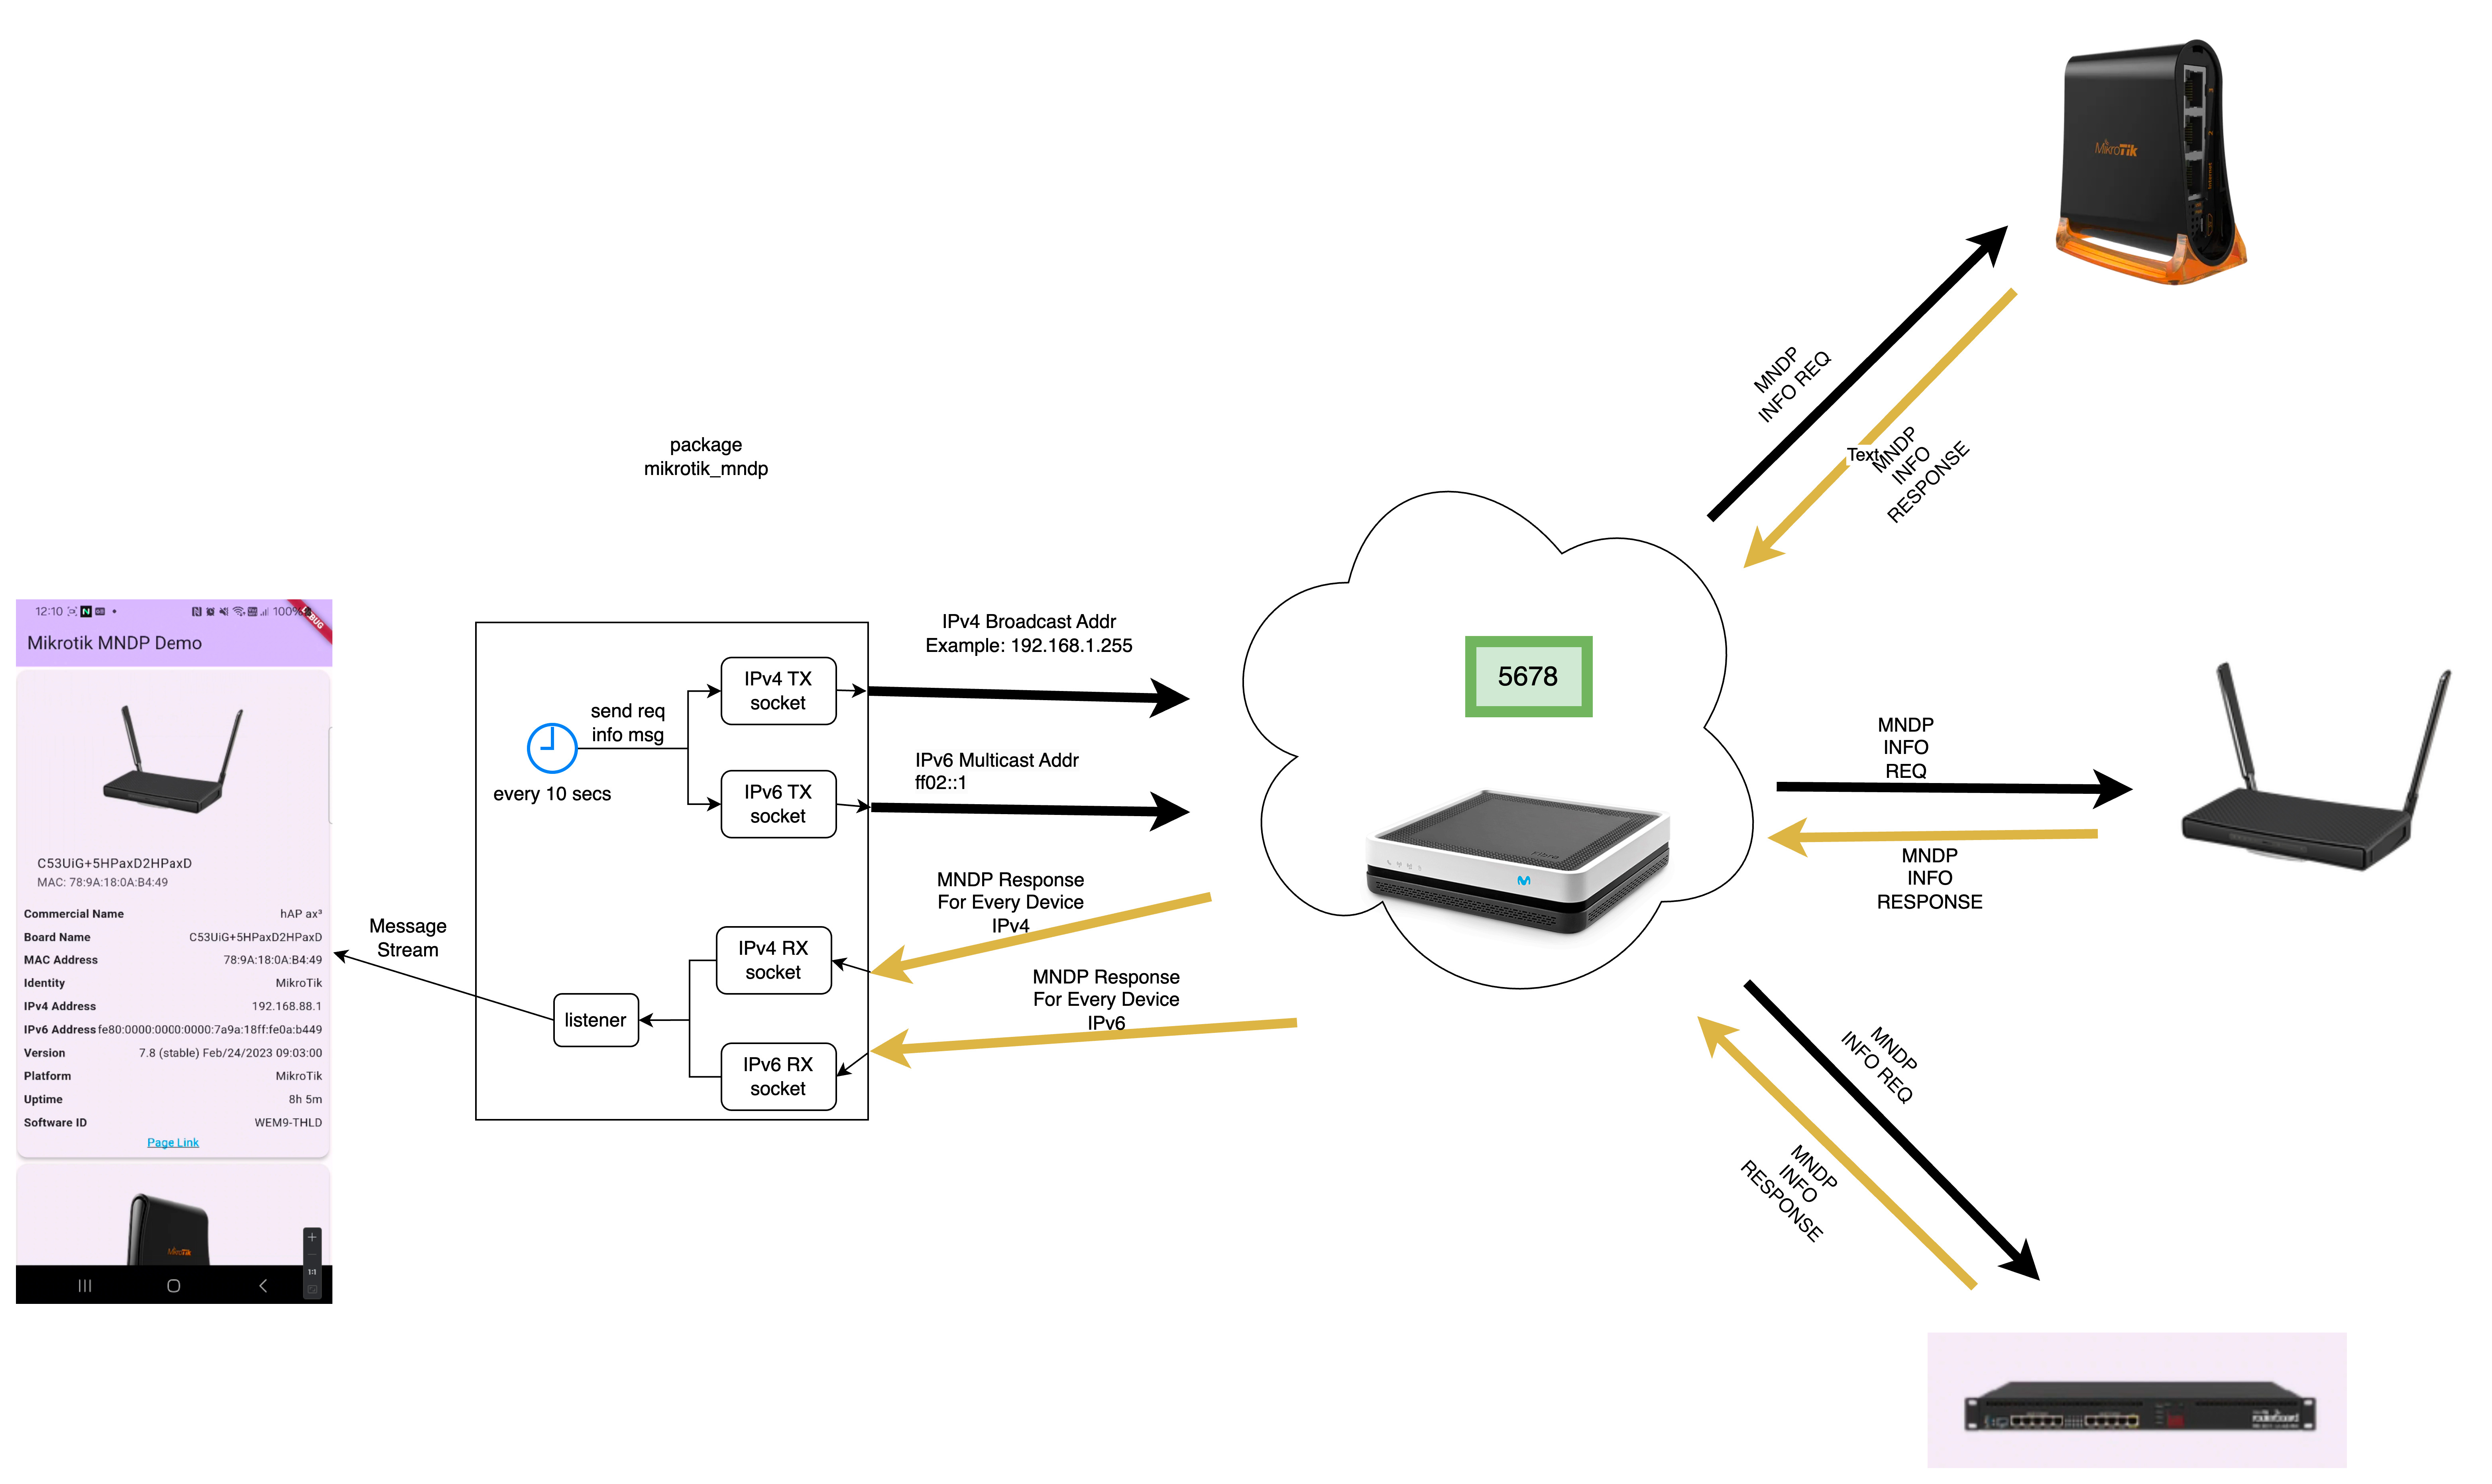 package
mikrotik_mndp
MikroTik
MNDP
INFO REQ
Text
MNDP
INFO
RESPONSE
12:10
100%
DEBUG
Mikrotik MNDP Demo
C53UiG+5HPaxD2HPaxD
MAC: 78:9A:18:0A:B4:49
Commercial Name hAP ax³
Board Name C53UiG+5HPaxD2HPaxD
MAC Address 78:9A:18:0A:B4:49
Identity MikroTik
IPv4 Address 192.168.88.1
IPv6 Address fe80:0000:0000:0000:7a9a:18ff:fe0a:b449
Version 7.8 (stable) Feb/24/2023 09:03:00
Platform MikroTik
Uptime 8h 5m
Software ID WEM9-THLD
Page Link
MikroTik
1:1
Message
Stream
every 10 secs
send req
info msg
IPv4 TX
socket
IPv6 TX
socket
IPv4 RX
socket
IPv6 RX
socket
listener
IPv4 Broadcast Addr
Example: 192.168.1.255
IPv6 Multicast Addr
ff02::1
MNDP Response
For Every Device
IPv4
MNDP Response
For Every Device
IPv6
5678
MNDP
INFO
REQ
MNDP
INFO
RESPONSE
MNDP
INFO REQ
MNDP
INFO
RESPONSE